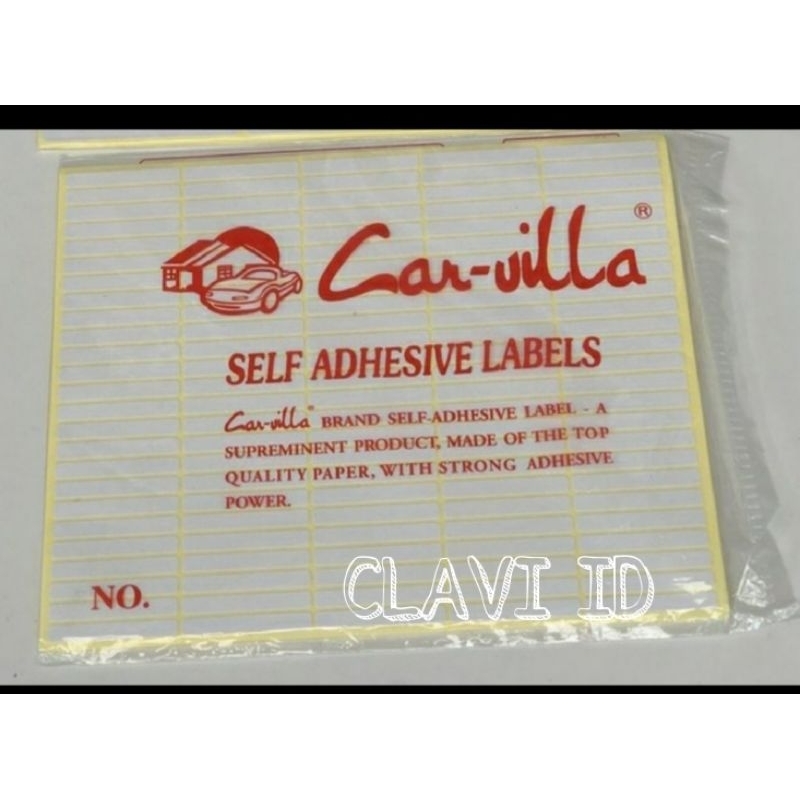 Car-villa ®
SELF ADHESIVE LABELS
Car-villa BRAND SELF-ADHESIVE LABEL - A
SUPREMINENT PRODUCT, MADE OF THE TOP
QUALITY PAPER, WITH STRONG ADHESIVE
POWER.
NO.
CLAVI ID